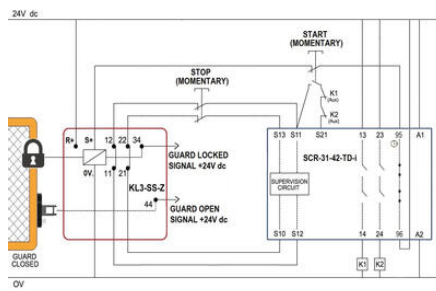 24V dc
START
(MOMENTARY)
STOP
(MOMENTARY)
K1
(Aux)
K2
(Aux)
R+ S+ 12 22 34
S13 S11 S21 13 23 95 A1
GUARD LOCKED
SIGNAL +24V dc
SCR-31-42-TD-i
0V. 11 21
KL3-SS-Z
SUPERVISION
CIRCUIT
44
GUARD OPEN
SIGNAL +24V dc
S10 S12 14 24 96 A2
GUARD
CLOSED
K1 K2
OV